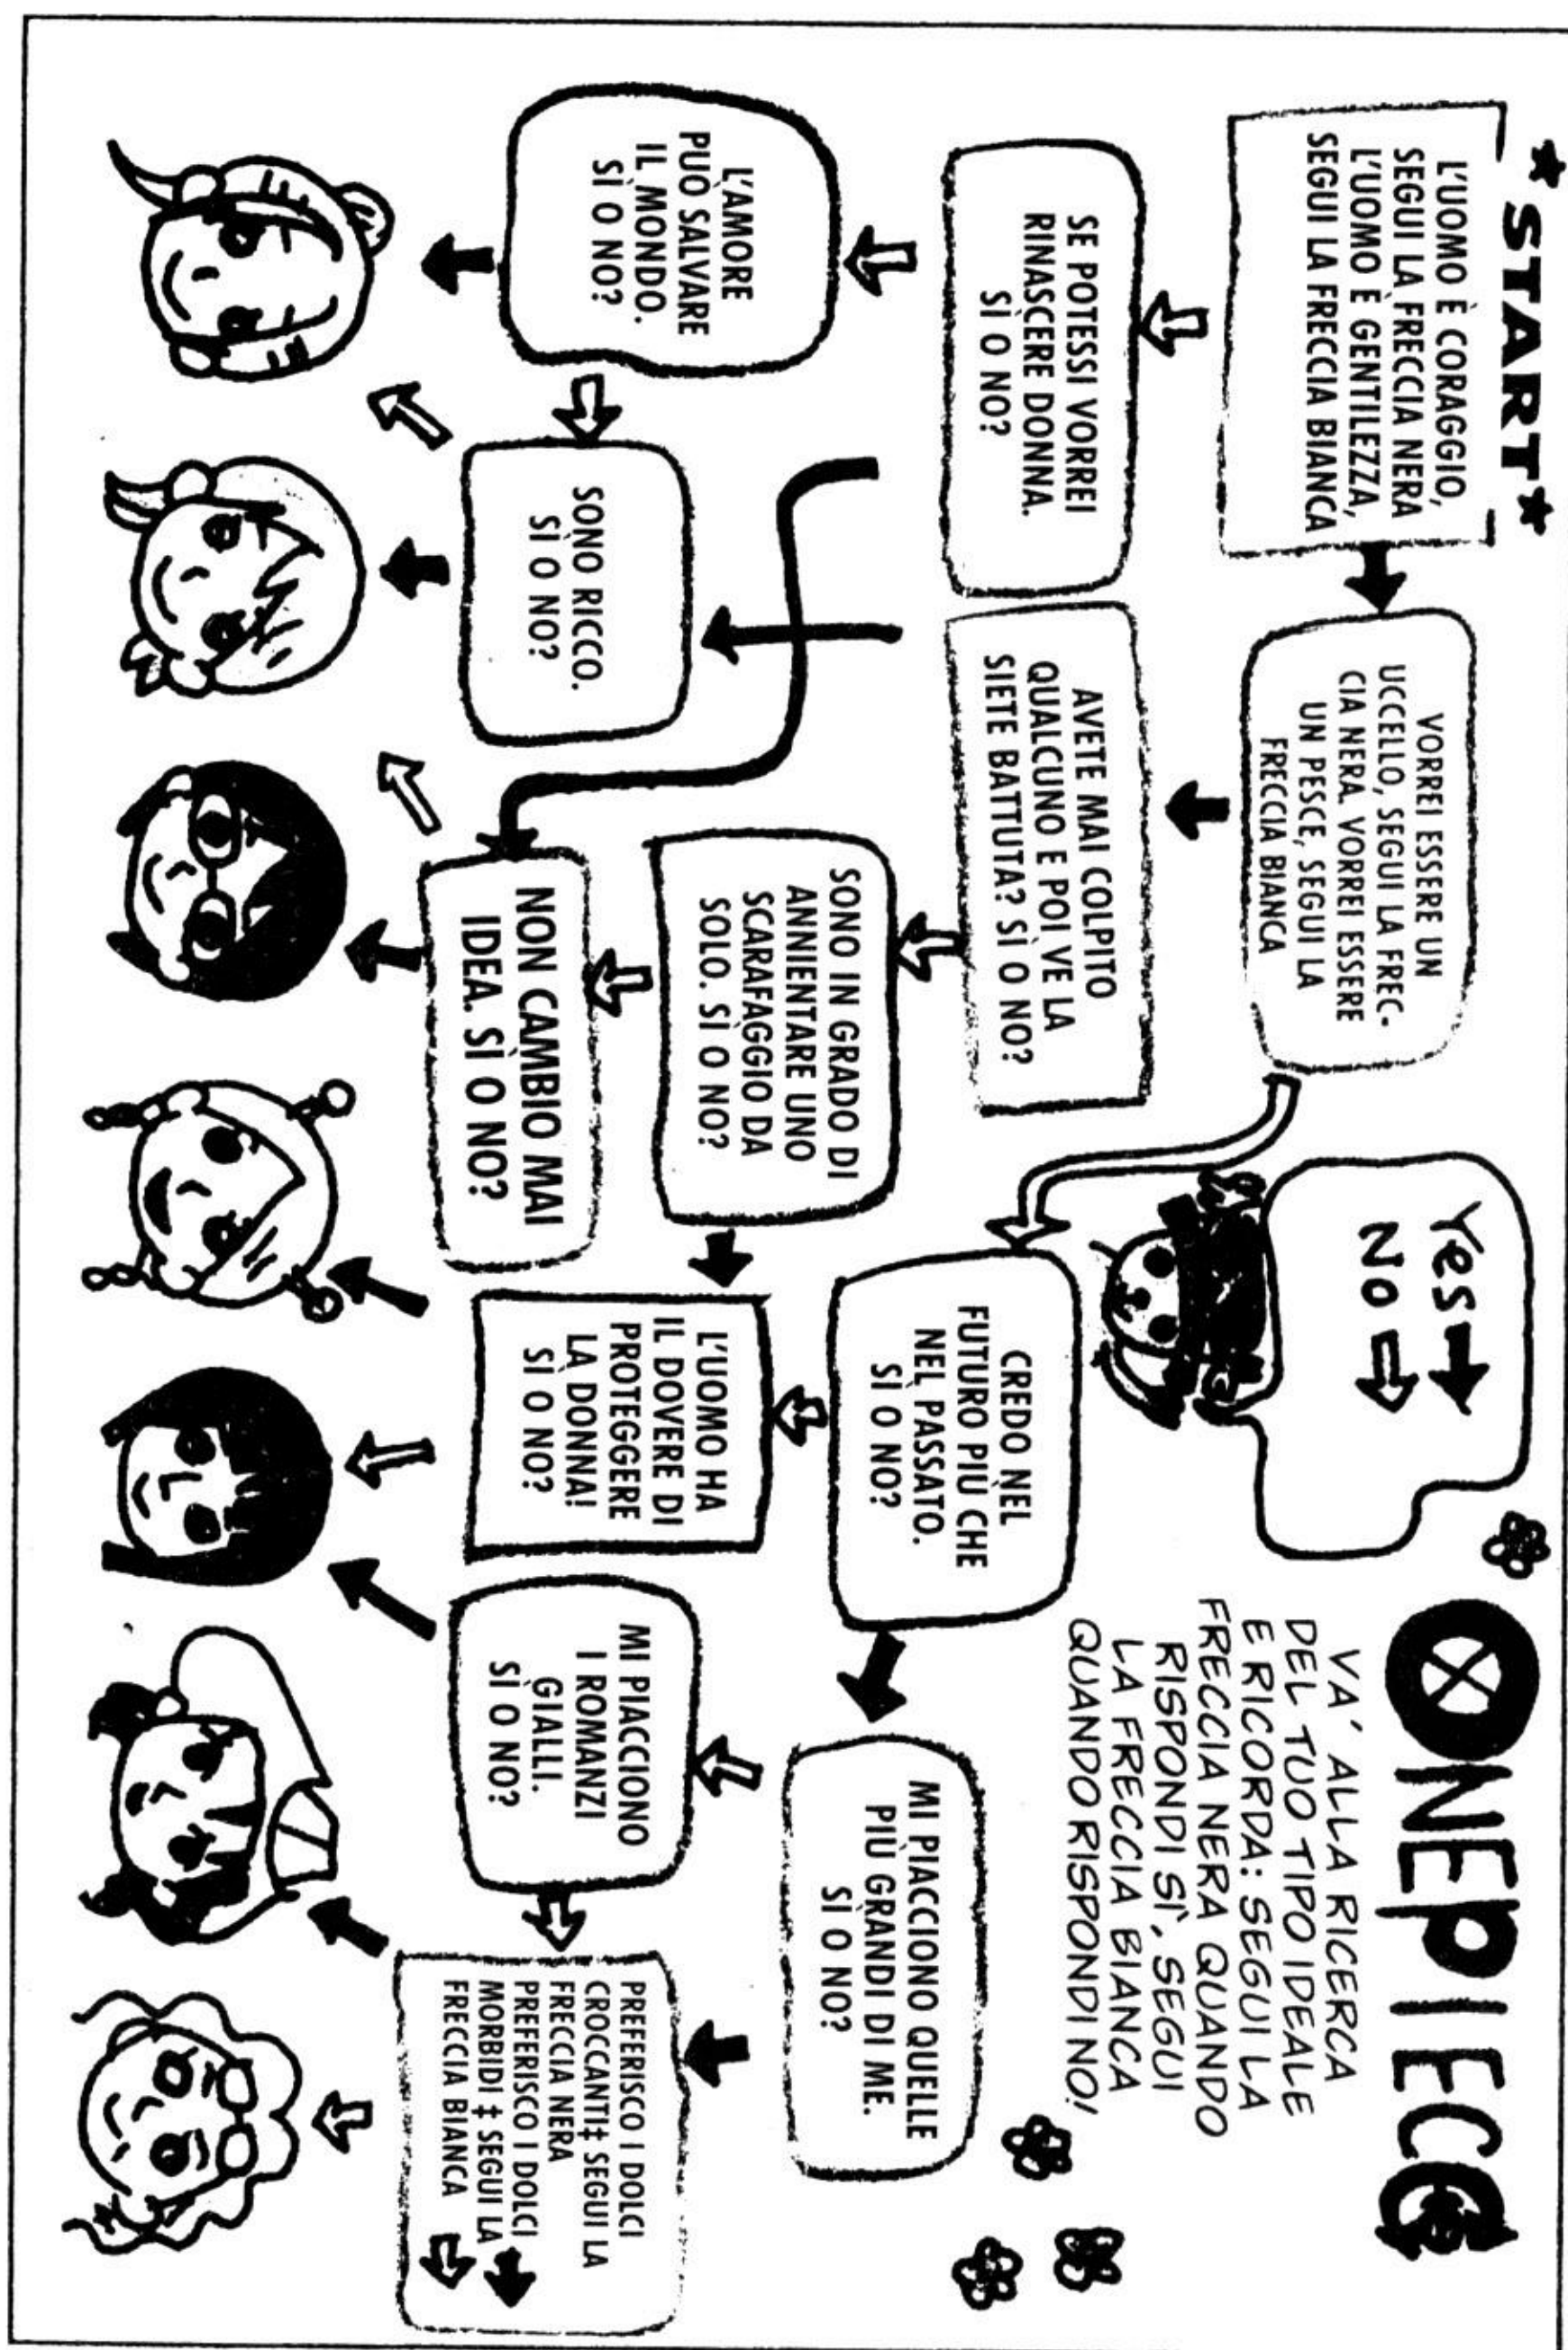 ★START★
L'UOMO È CORAGGIO,
SEGUI LA FRECCIA NERA
L'UOMO È GENTILEZZA,
SEGUI LA FRECCIA BIANCA
VORREI ESSERE UN
UCCELLO, SEGUI LA FREC-
CIA NERA. VORREI ESSERE
UN PESCE, SEGUI LA
FRECCIA BIANCA
Yes
No
ONE PIECE
VA' ALLA RICERCA
DEL TUO TIPO IDEALE
E RICORDA: SEGUI LA
FRECCIA NERA QUANDO
RISPONDI SÌ, SEGUI
LA FRECCIA BIANCA
QUANDO RISPONDI NO!
SE POTESSI VORREI
RINASCERE DONNA.
SÌ O NO?
AVETE MAI COLPITO
QUALCUNO E POI VE LA
SIETE BATTUTA? SÌ O NO?
CREDO NEL
FUTURO PIÙ CHE
NEL PASSATO.
SÌ O NO?
MI PIACCIONO QUELLE
PIÙ GRANDI DI ME.
SÌ O NO?
L'AMORE
PUÒ SALVARE
IL MONDO.
SÌ O NO?
SONO RICCO.
SÌ O NO?
SONO IN GRADO DI
ANNIENTARE UNO
SCARAFAGGIO DA
SOLO. SÌ O NO?
NON CAMBIO MAI
IDEA. SÌ O NO?
L'UOMO HA
IL DOVERE DI
PROTEGGERE
LA DONNA!
SÌ O NO?
MI PIACCIONO
I ROMANZI
GIALLI.
SÌ O NO?
PREFERISCO I DOLCI
CROCCANTI‡ SEGUI LA
FRECCIA NERA
PREFERISCO I DOLCI
MORBIDI ‡ SEGUI LA
FRECCIA BIANCA